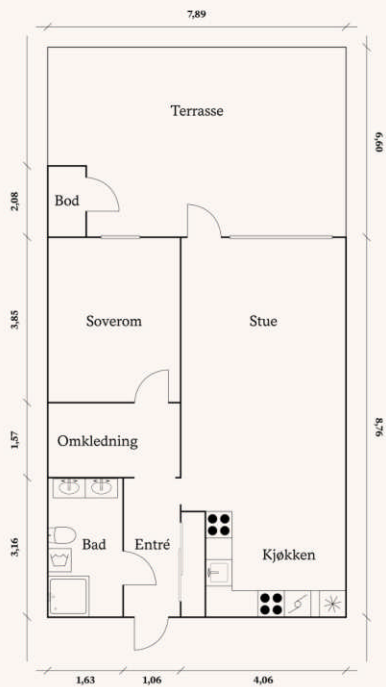 7,89
Terrasse
6,60
2,08
Bod
3,85
Soverom
Stue
8,76
1,57
Omkledning
3,16
Bad
Entré
Kjøkken
1,63
1,06
4,06